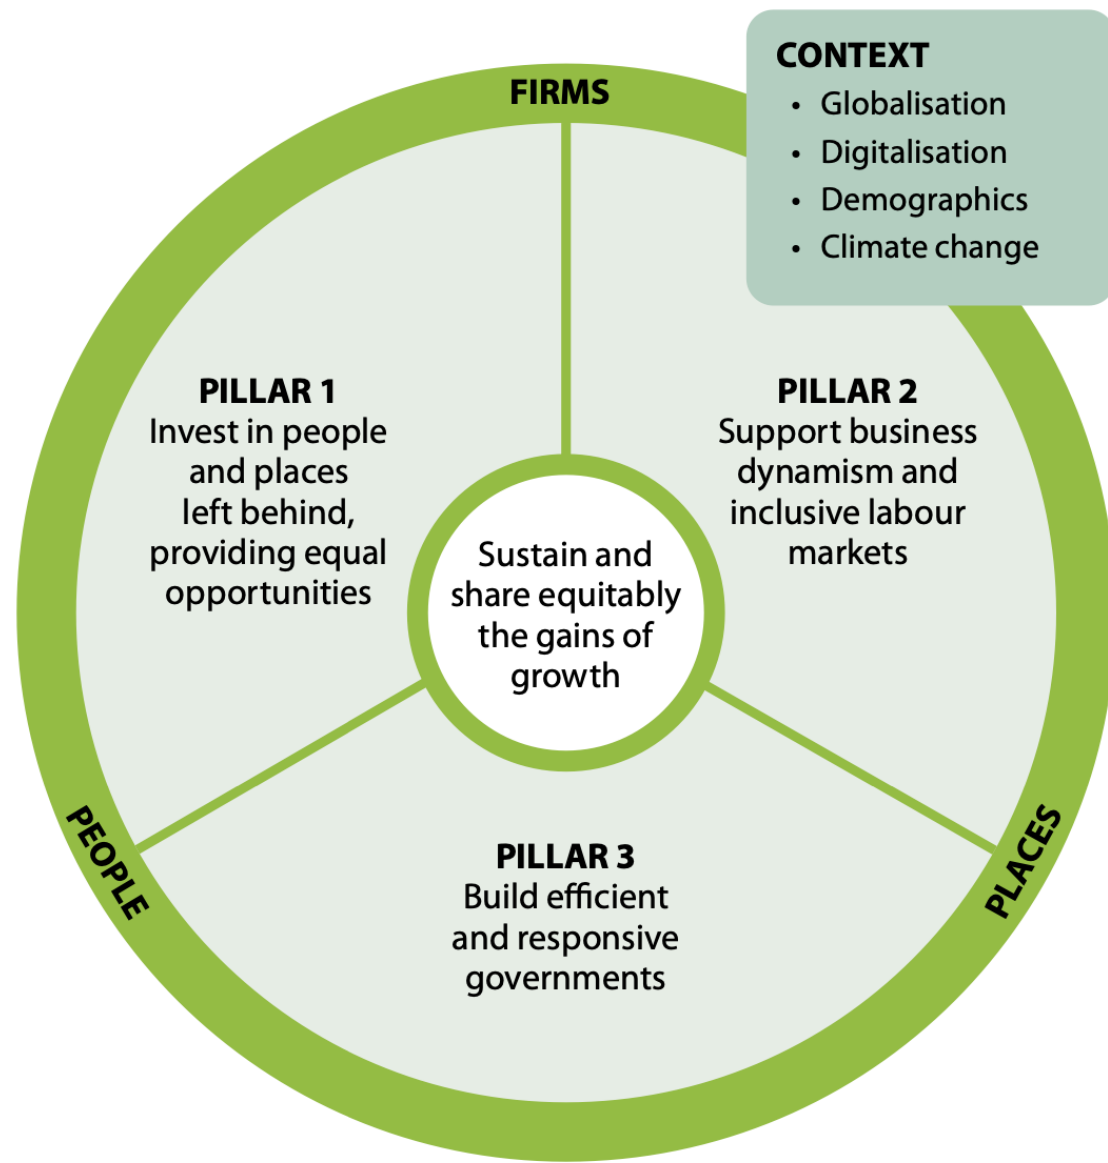 CONTEXT
• Globalisation
• Digitalisation
• Demographics
• Climate change
FIRMS
PILLAR 1
Invest in people
and places
left behind,
providing equal
opportunities
PILLAR 2
Support business
dynamism and
inclusive labour
markets
Sustain and
share equitably
the gains of
growth
PEOPLE
PLACES
PILLAR 3
Build efficient
and responsive
governments